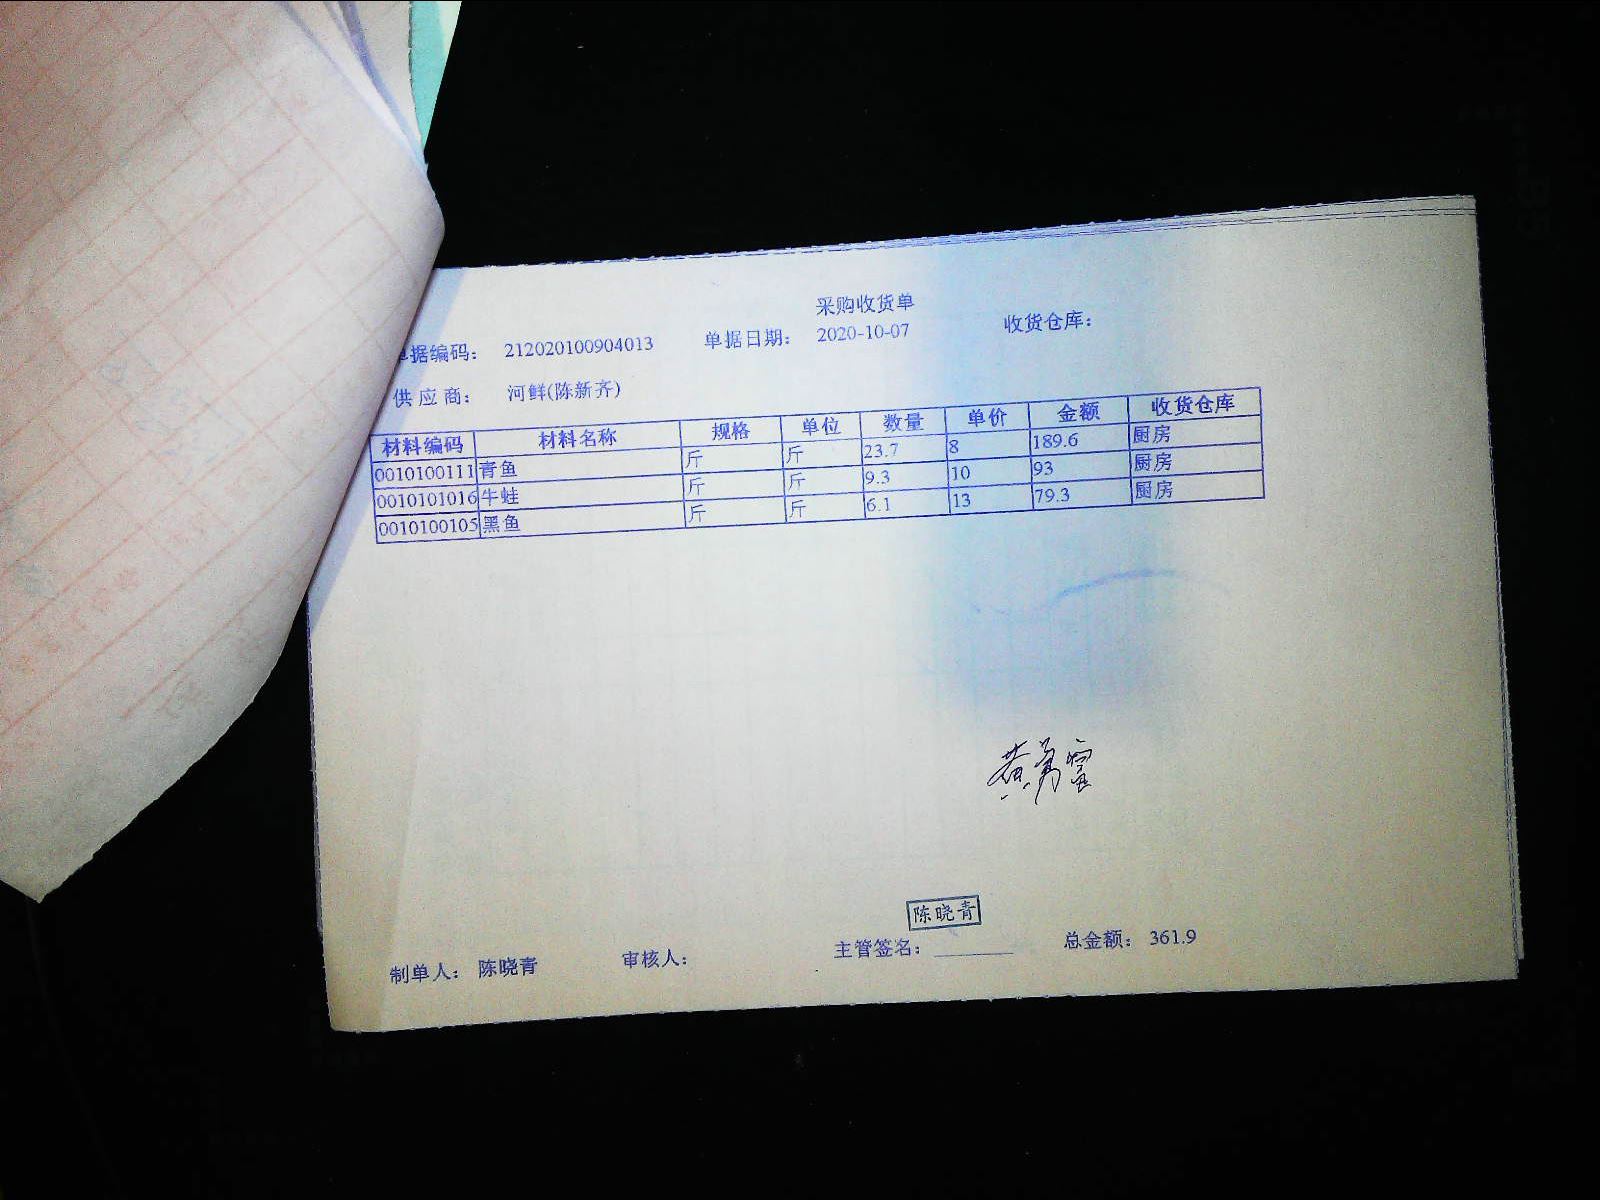 采购收货单
单据编码： 212020100904013 单据日期： 2020-10-07 收货仓库：
供应商： 河鲜(陈新齐)
材料编码 材料名称 规格 单位 数量 单价 金额 收货仓库
0010100111 青鱼 斤 斤 23.7 8 189.6 厨房
0010101016 牛蛙 斤 斤 9.3 10 93 厨房
0010100105 黑鱼 斤 斤 6.1 13 79.3 厨房
黄勇富
陈晓青
制单人： 陈晓青 审核人： 主管签名： 总金额： 361.9